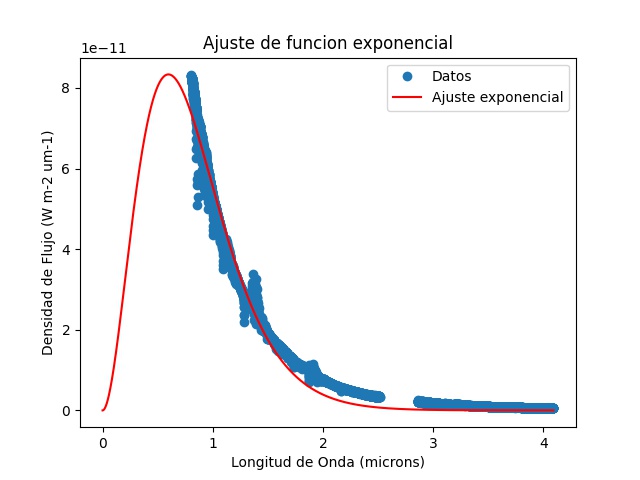 Ajuste de funcion exponencial
1e−11
Datos
Ajuste exponencial
8
6
4
2
0
Densidad de Flujo (W m-2 um-1)
0 1 2 3 4
Longitud de Onda (microns)